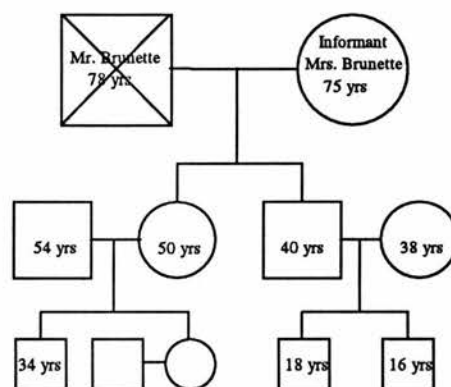 Mr. Brunette
78 yrs
Informant
Mrs. Brunette
75 yrs
54 yrs
50 yrs
40 yrs
38 yrs
34 yrs
18 yrs
16 yrs